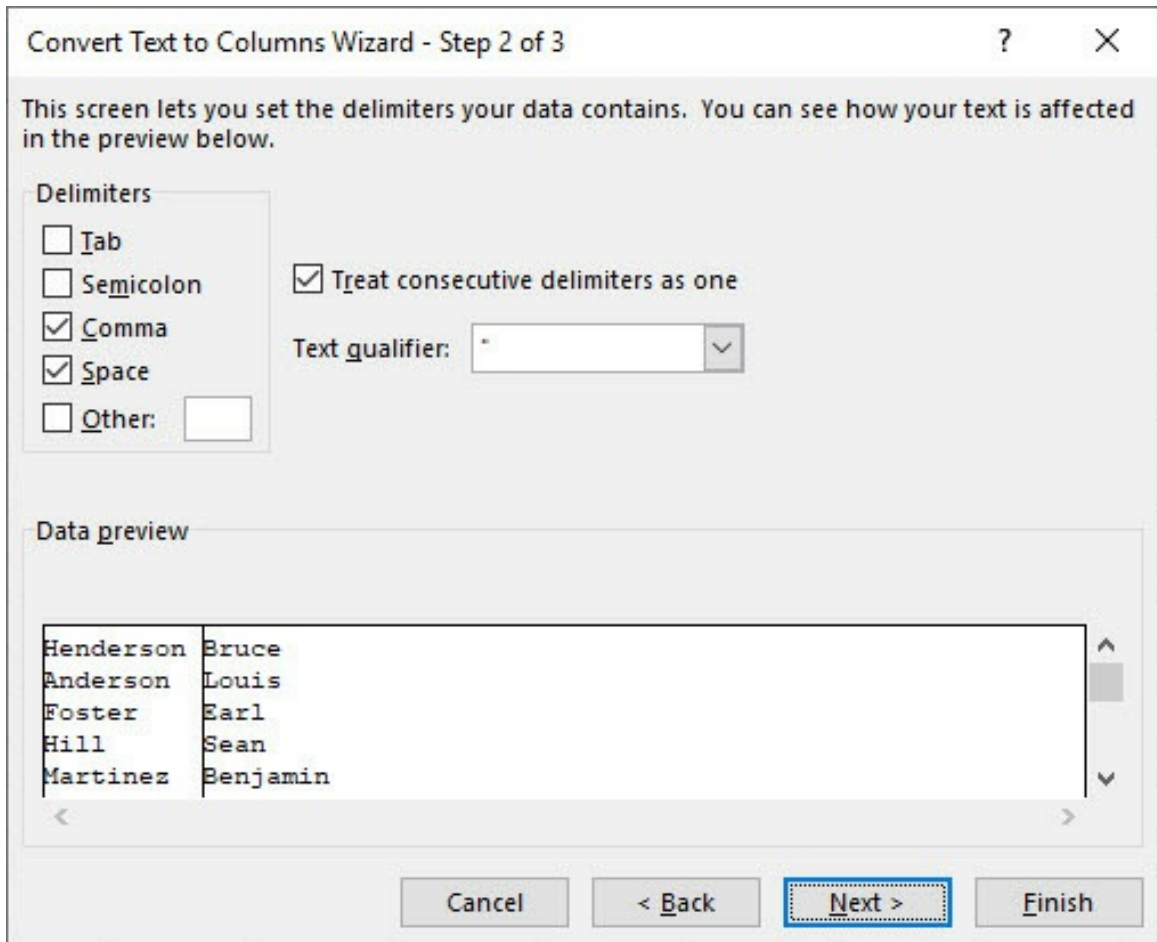 Convert Text to Columns Wizard - Step 2 of 3
?
This screen lets you set the delimiters your data contains.  You can see how your text is affected
in the preview below.
Delimiters
Tab
Semicolon
Comma
Space
Other:
Treat consecutive delimiters as one
Text qualifier: "
Data preview
Henderson Bruce
Anderson Louis
Foster Earl
Hill Sean
Martinez Benjamin
Cancel < Back Next > Finish